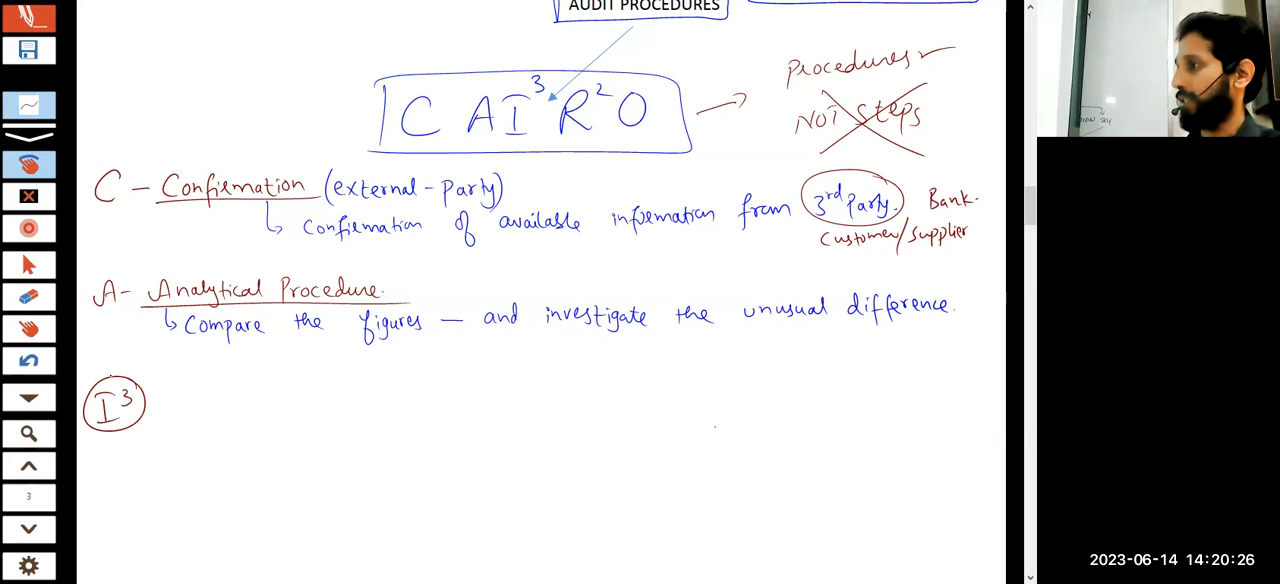 AUDIT PROCEDURES
C A I³ R² O
Procedures ✓
NOT Steps
C - Confirmation (external-Party)
↳ Confirmation of available information from 3rd Party. Bank.
Customer/Supplier
A- Analytical Procedure.
↳ Compare the figures — and investigate the unusual difference.
I³
3
2023-06-14 14:20:26